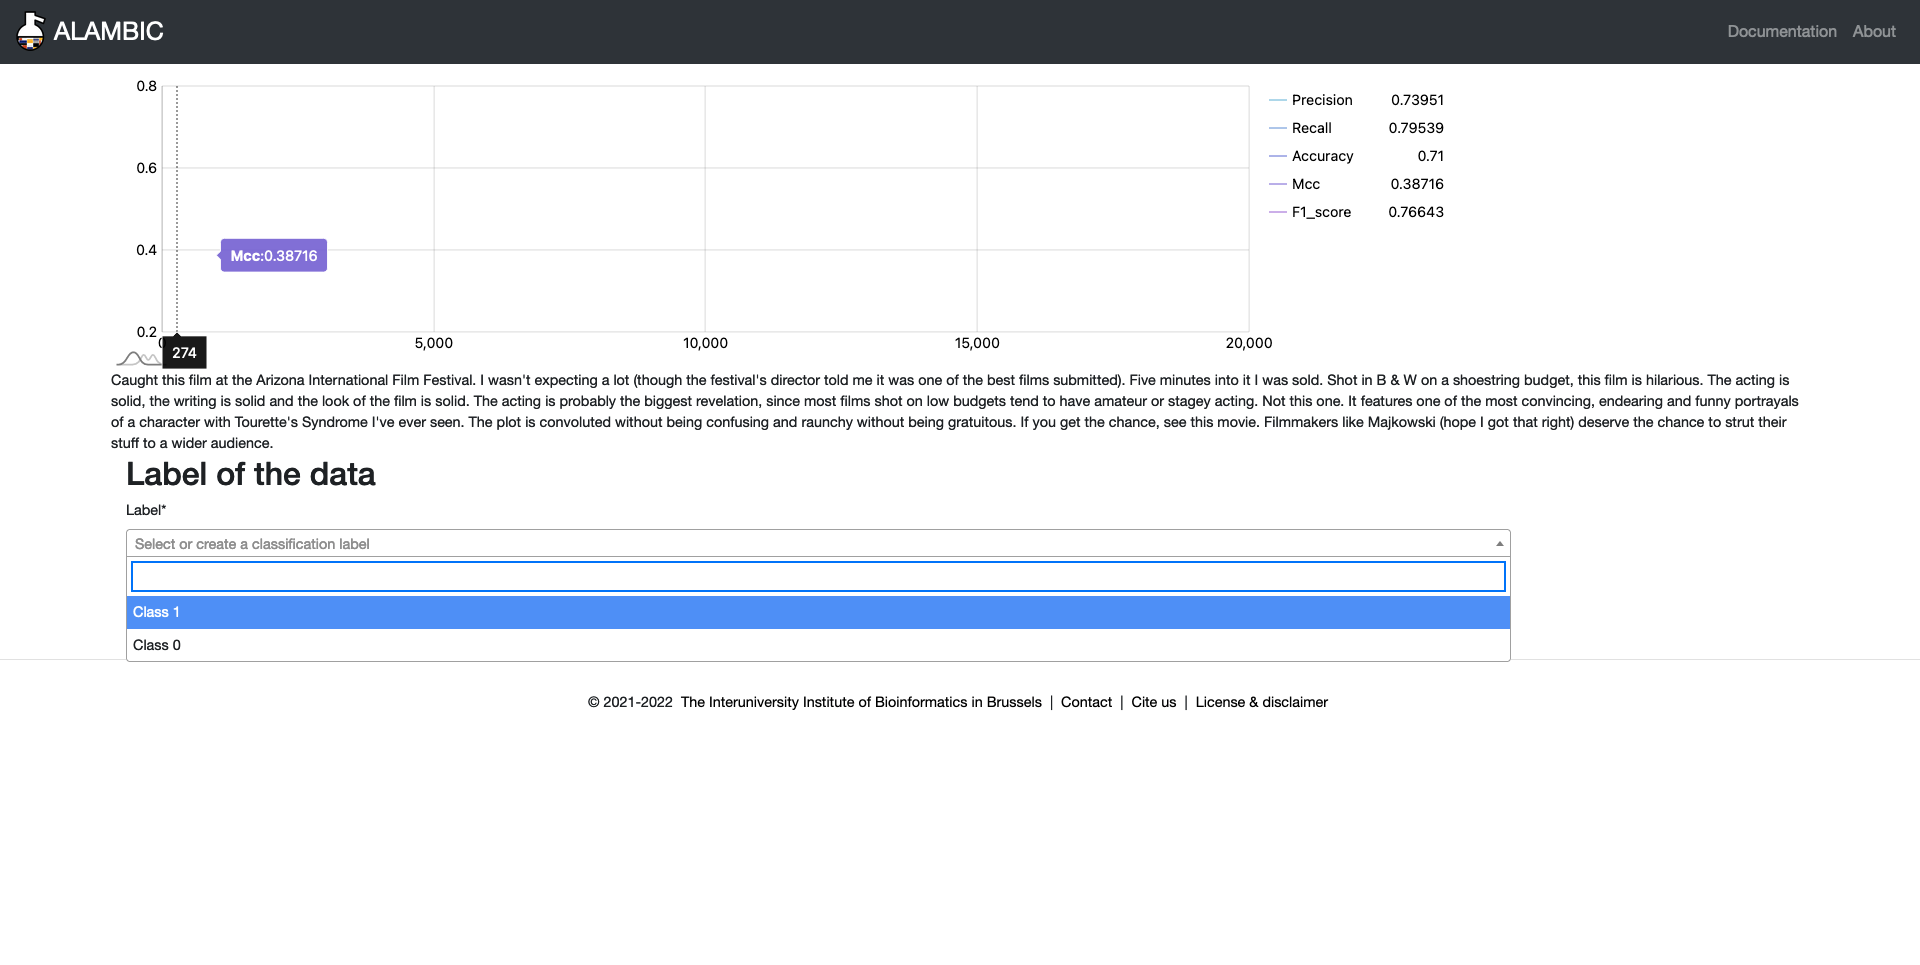 ALAMBIC
Documentation About
0.8
0.6
0.4
0.2
Mcc:0.38716
274
5,000
10,000
15,000
20,000
Precision 0.73951
Recall 0.79539
Accuracy 0.71
Mcc 0.38716
F1_score 0.76643
Caught this film at the Arizona International Film Festival. I wasn't expecting a lot (though the festival's director told me it was one of the best films submitted). Five minutes into it I was sold. Shot in B & W on a shoestring budget, this film is hilarious. The acting is
solid, the writing is solid and the look of the film is solid. The acting is probably the biggest revelation, since most films shot on low budgets tend to have amateur or stagey acting. Not this one. It features one of the most convincing, endearing and funny portrayals
of a character with Tourette's Syndrome I've ever seen. The plot is convoluted without being confusing and raunchy without being gratuitous. If you get the chance, see this movie. Filmmakers like Majkowski (hope I got that right) deserve the chance to strut their
stuff to a wider audience.
Label of the data
Label*
Select or create a classification label
Class 1
Class 0
© 2021-2022 The Interuniversity Institute of Bioinformatics in Brussels | Contact | Cite us | License & disclaimer